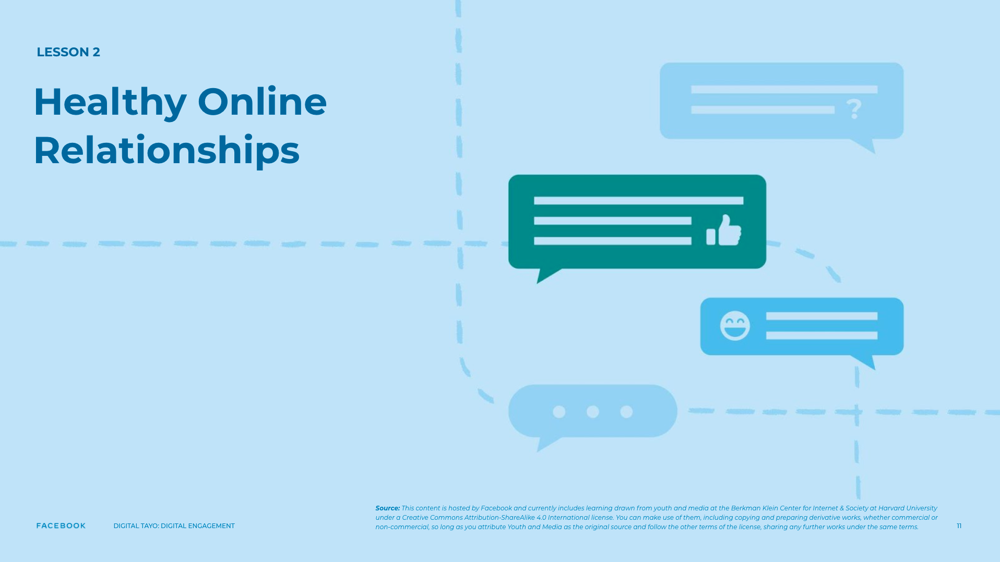 LESSON 2
Healthy Online
Relationships
?
Source: This content is hosted by Facebook and currently includes learning drawn from youth and media at the Berkman Klein Center for Internet & Society at Harvard University
under a Creative Commons Attribution-ShareAlike 4.0 International license. You can make use of them, including copying and preparing derivative works, whether commercial or
non-commercial, so long as you attribute Youth and Media as the original source and follow the other terms of the license, sharing any further works under the same terms.
FACEBOOK
DIGITAL TAYO: DIGITAL ENGAGEMENT
11